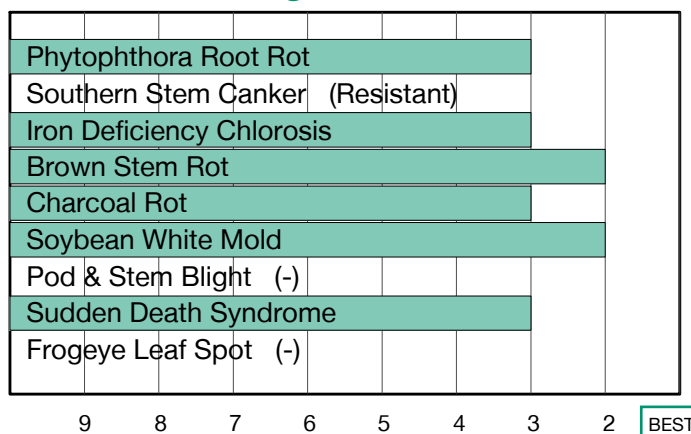 Phytophthora Root Rot
Southern Stem Canker (Resistant)
Iron Deficiency Chlorosis
Brown Stem Rot
Charcoal Rot
Soybean White Mold
Pod & Stem Blight (-)
Sudden Death Syndrome
Frogeye Leaf Spot (-)
9 8 7 6 5 4 3 2 BEST